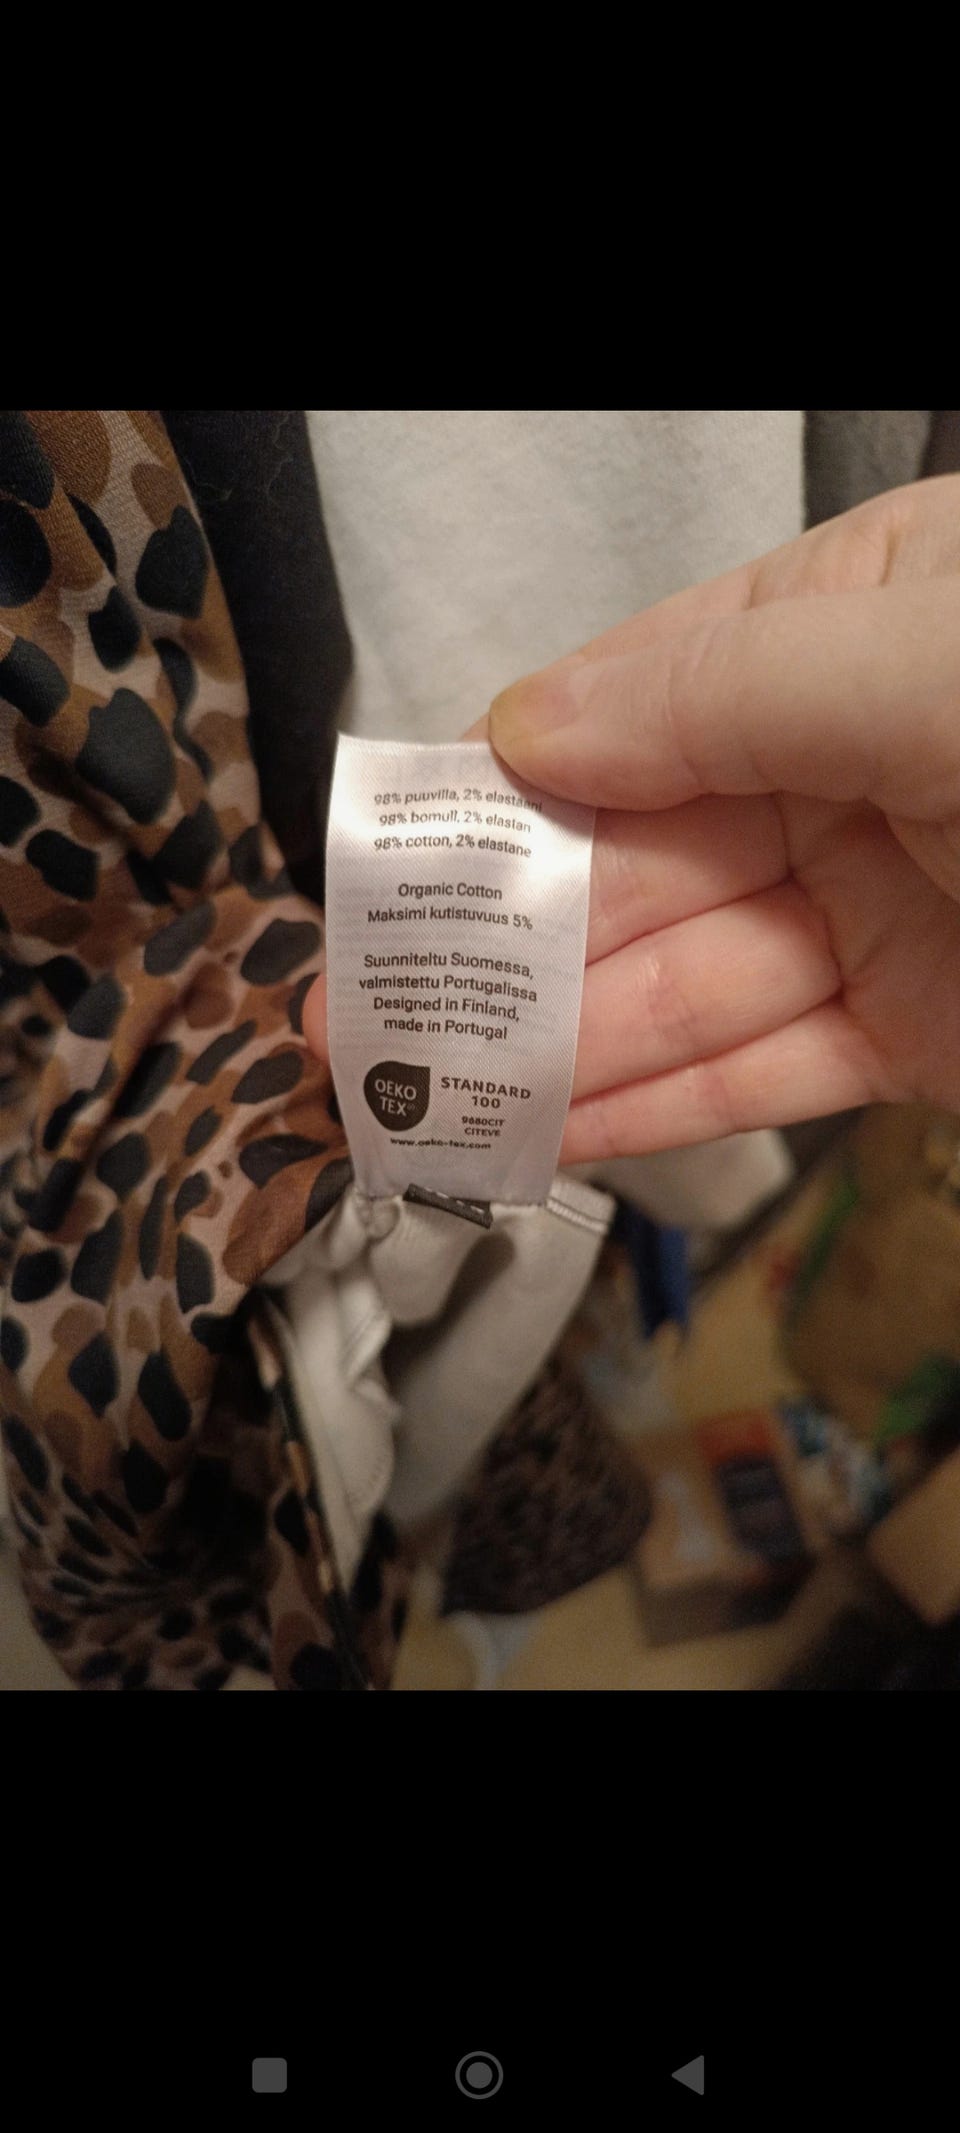 98% puuvilla, 2% elastaani
98% bomull, 2% elastan
98% cotton, 2% elastane
Organic Cotton
Maksimi kutistuvuus 5%
Suunniteltu Suomessa,
valmistettu Portugalissa
Designed in Finland,
made in Portugal
OEKO
TEX®
STANDARD
100
9680CIT
CITEVE
www.oeko-tex.com